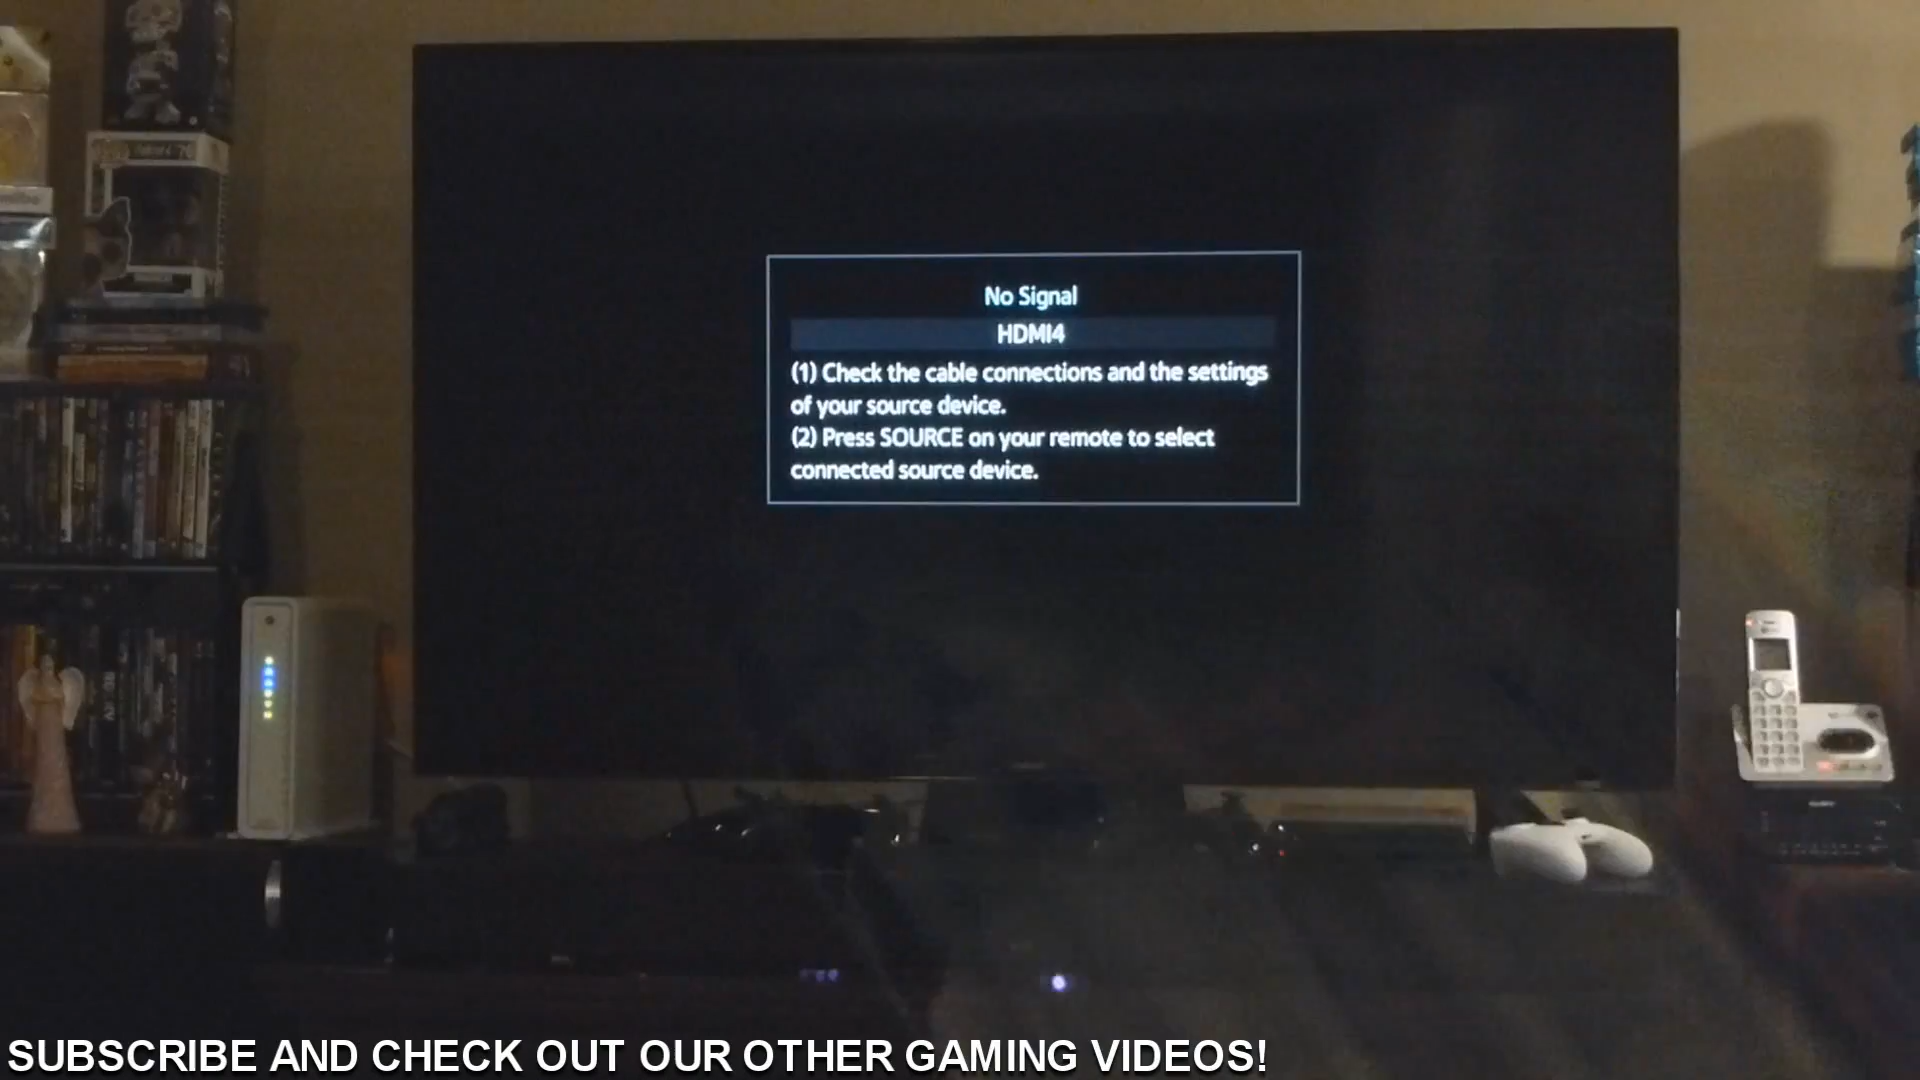 No Signal
HDMI4
(1) Check the cable connections and the settings
of your source device.
(2) Press SOURCE on your remote to select
connected source device.
SUBSCRIBE AND CHECK OUT OUR OTHER GAMING VIDEOS!